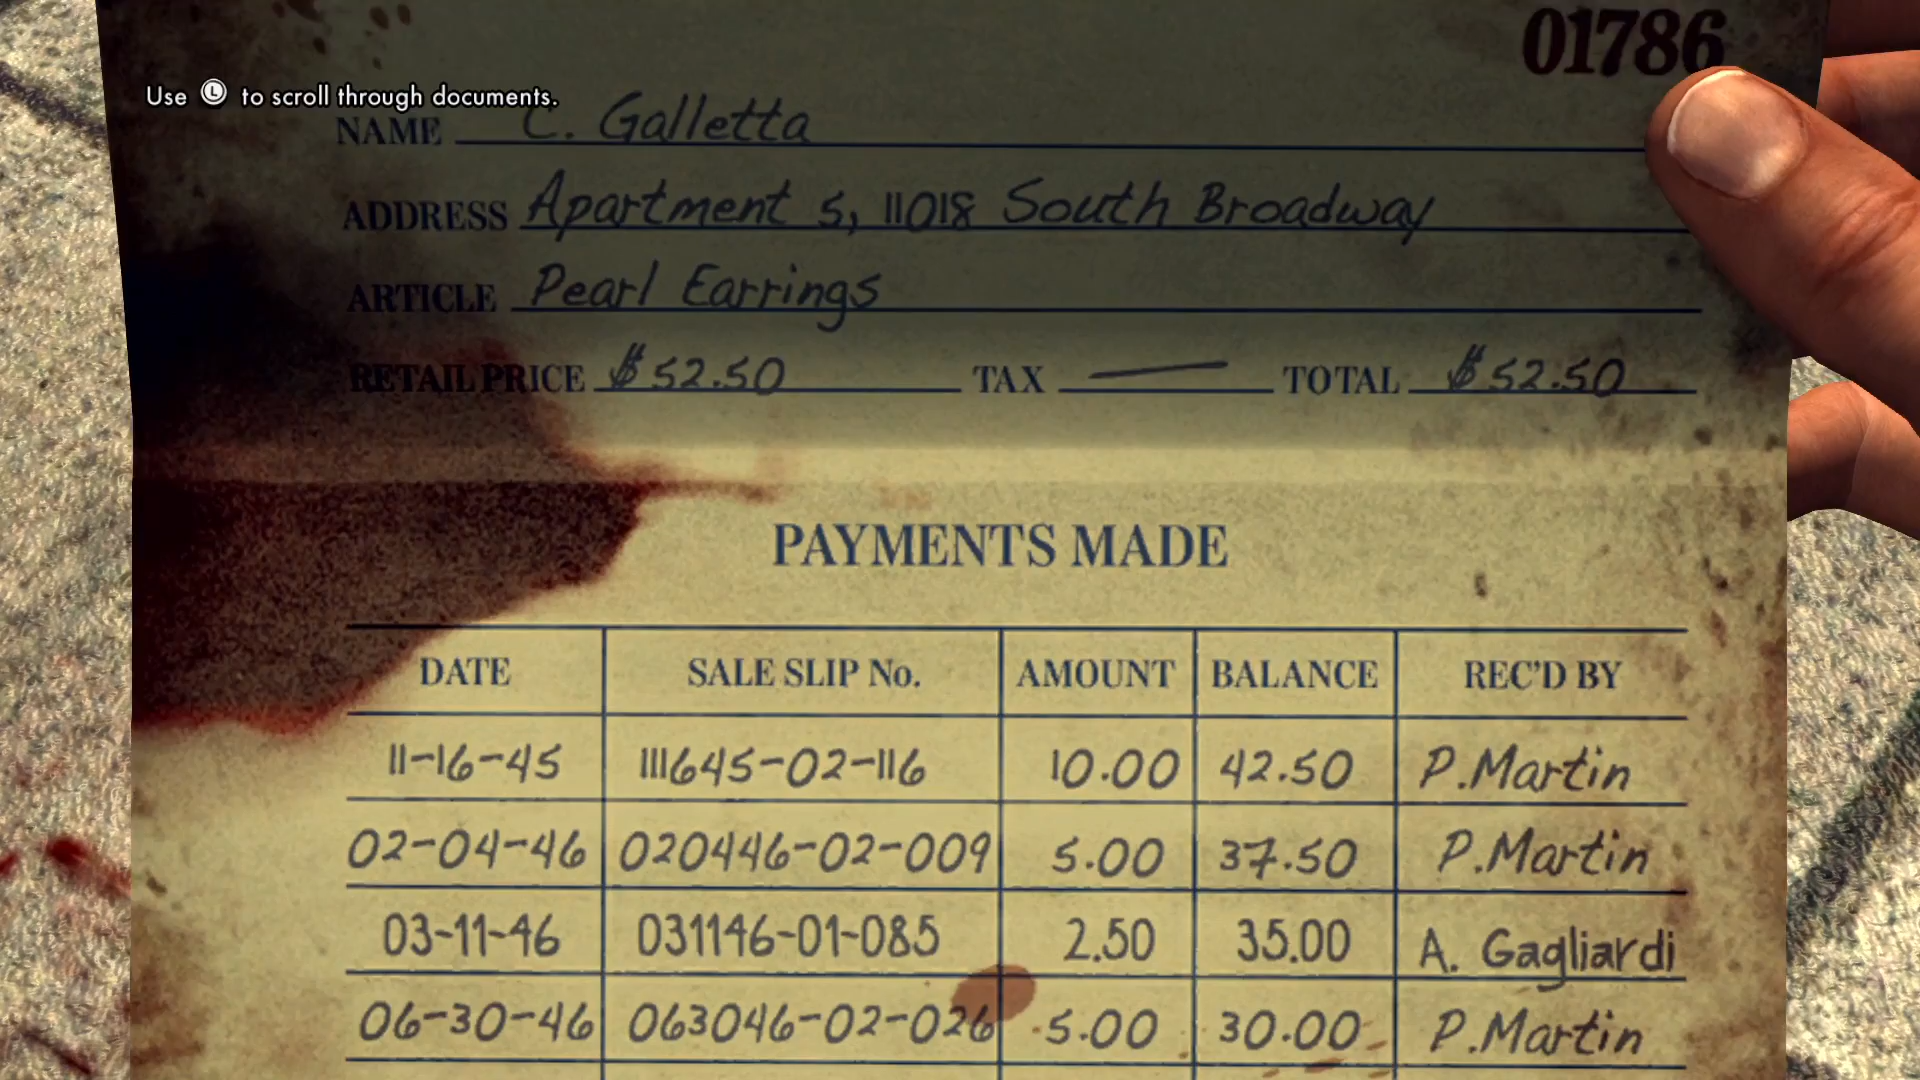 01786
Use L to scroll through documents.
NAME C. Galletta
ADDRESS Apartment 5, 11018 South Broadway
ARTICLE Pearl Earrings
RETAIL PRICE $52.50 TAX — TOTAL $52.50
PAYMENTS MADE
DATE SALE SLIP No. AMOUNT BALANCE REC'D BY
11-16-45 111645-02-116 10.00 42.50 P.Martin
02-04-46 020446-02-009 5.00 37.50 P.Martin
03-11-46 031146-01-085 2.50 35.00 A. Gagliardi
06-30-46 063046-02-026 5.00 30.00 P.Martin